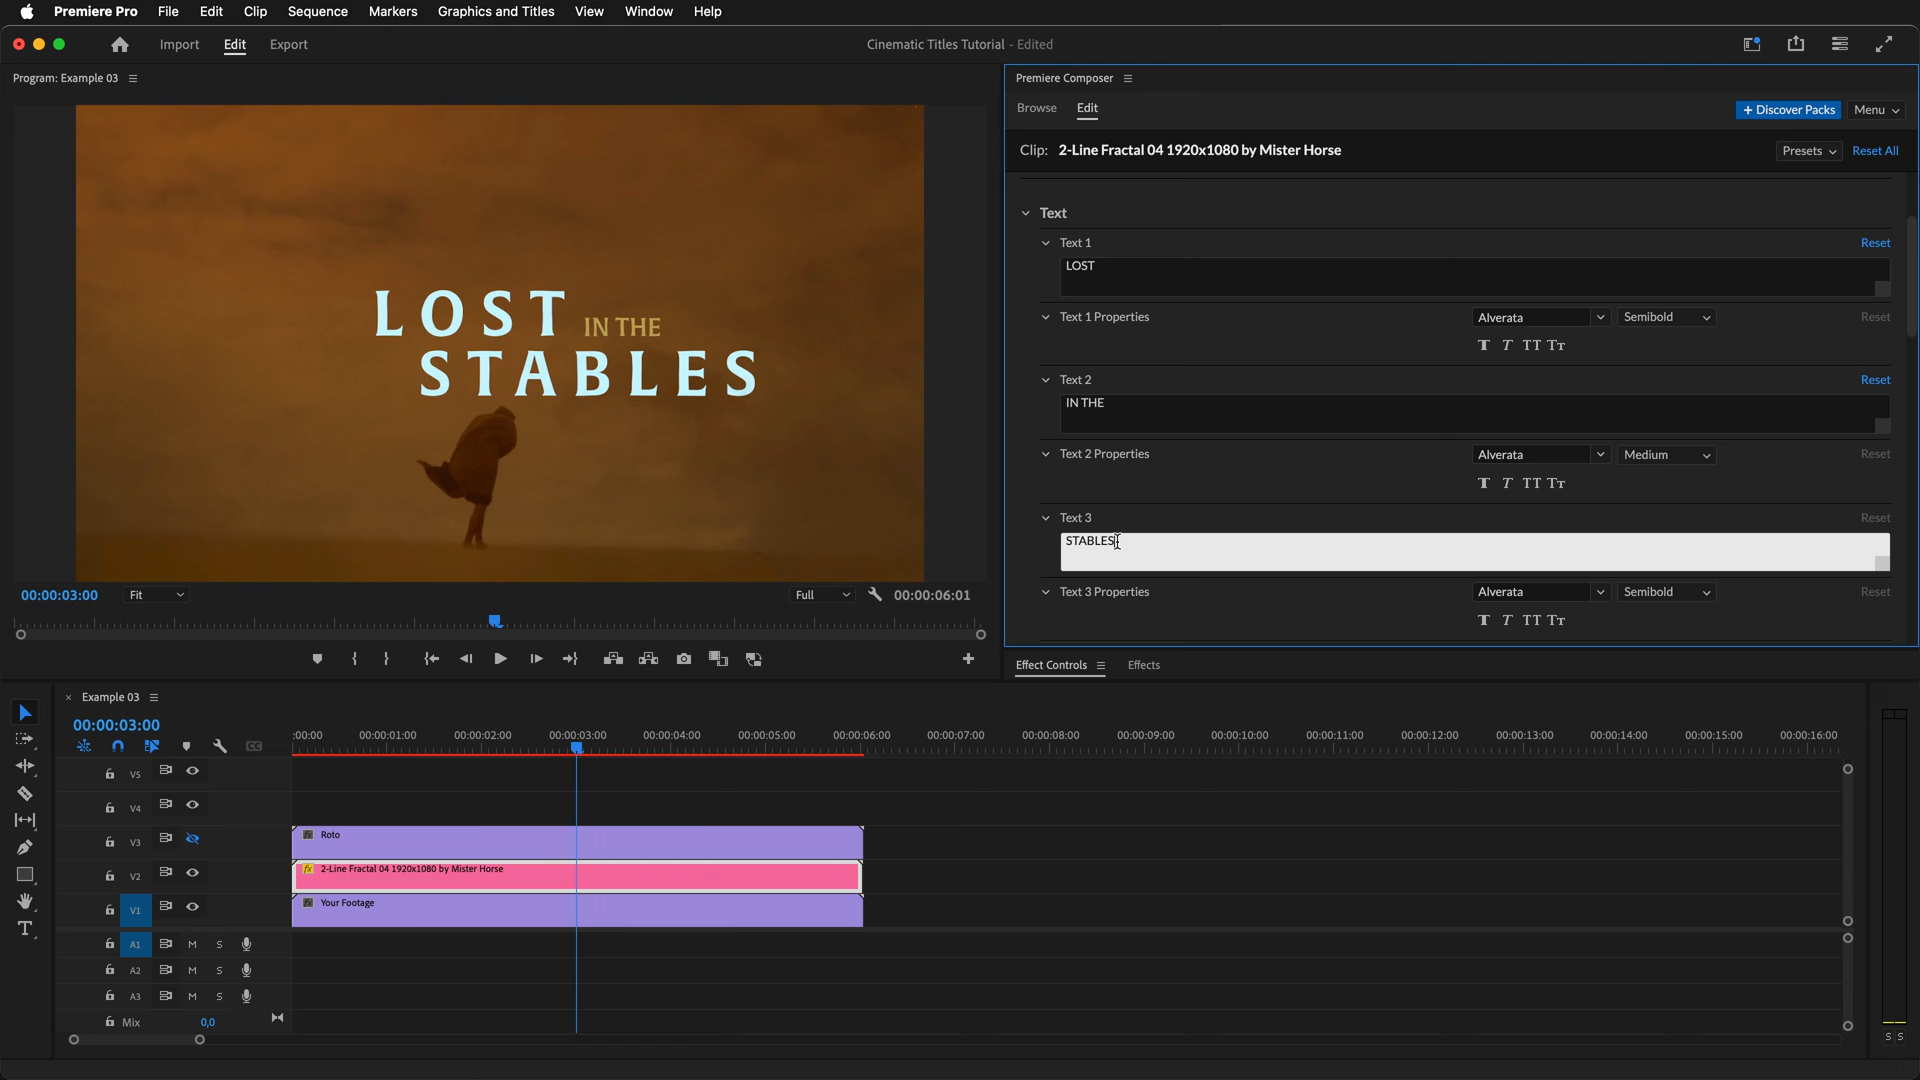 Premiere Pro File Edit Clip Sequence Markers Graphics and Titles View Window Help
Import Edit Export
Cinematic Titles Tutorial - Edited
Program: Example 03
LOST
IN THE
STABLES
00:00:03:00 Fit Full 00:00:06:01
Premiere Composer
Browse Edit
+ Discover Packs Menu
Clip: 2-Line Fractal 04 1920x1080 by Mister Horse
Presets Reset All
Text
Text 1 Reset
LOST
Text 1 Properties Alverata Semibold Reset
T T TT TT
Text 2 Reset
IN THE
Text 2 Properties Alverata Medium Reset
T T TT TT
Text 3 Reset
STABLES
Text 3 Properties Alverata Semibold Reset
T T TT TT
Effect Controls Effects
× Example 03
00:00:03:00
:00:00 00:00:01:00 00:00:02:00 00:00:03:00 00:00:04:00 00:00:05:00 00:00:06:00 00:00:07:00 00:00:08:00 00:00:09:00 00:00:10:00 00:00:11:00 00:00:12:00 00:00:13:00 00:00:14:00 00:00:15:00 00:00:16:00
V5
V4
V3 fx Roto
V2 fx 2-Line Fractal 04 1920x1080 by Mister Horse
V1 fx Your Footage
A1 M S
A2 M S
A3 M S
Mix 0,0
S S